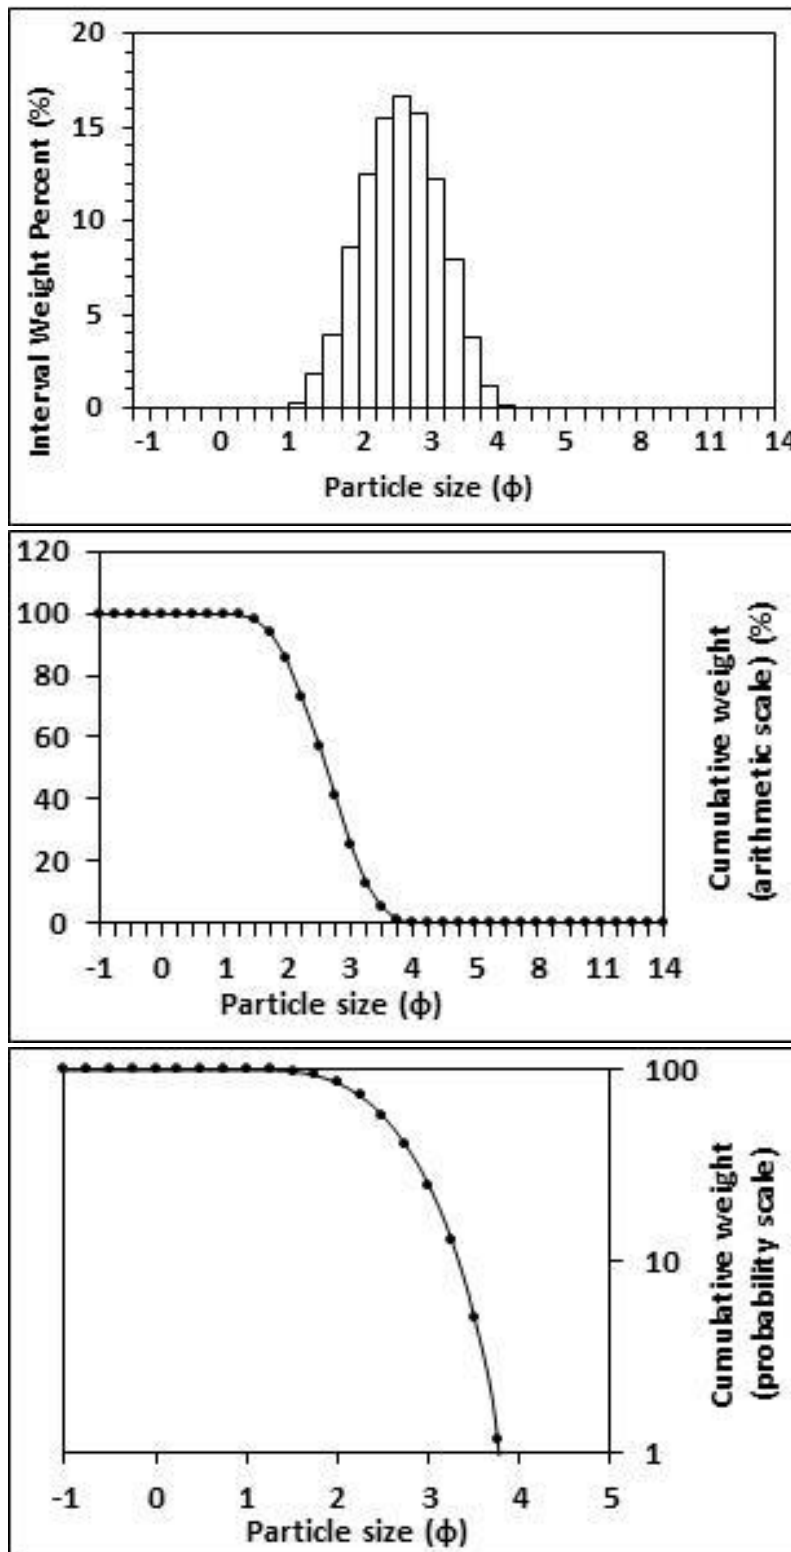 Interval Weight Percent (%)
20
15
10
5
0
-1 0 1 2 3 4 5 8 11 14
Particle size (ϕ)
120
100
80
60
40
20
0
-1 0 1 2 3 4 5 8 11 14
Particle size (ϕ)
Cumulative weight
(arithmetic scale) (%)
100
10
1
-1 0 1 2 3 4 5
Particle size (ϕ)
Cumulative weight
(probability scale)